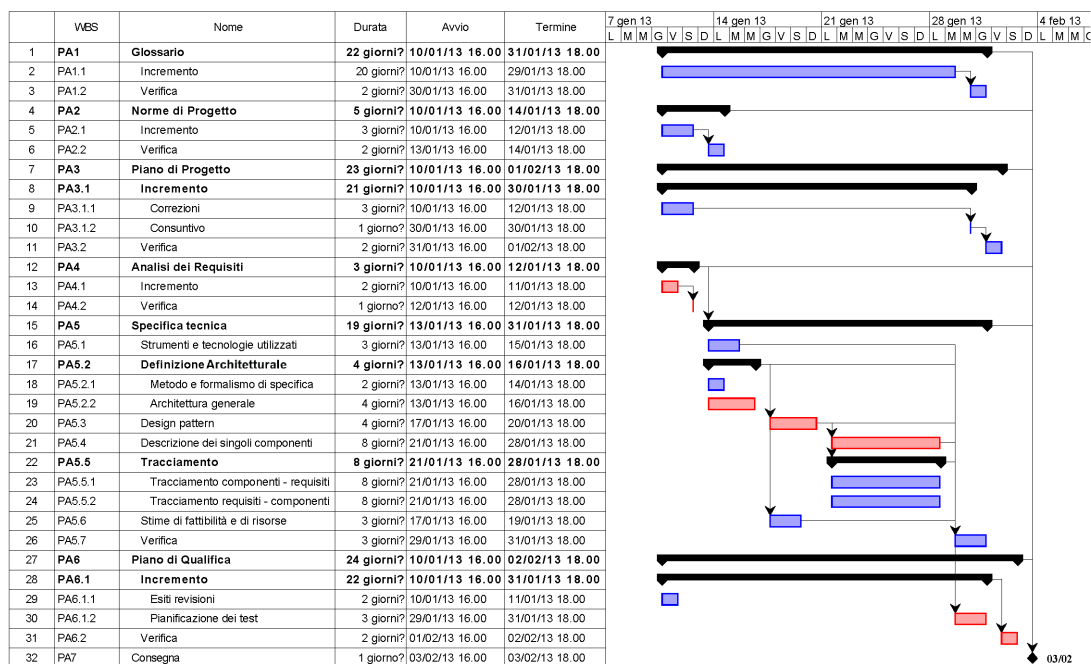 WBS Nome Durata Avvio Termine 7 gen 13 14 gen 13 21 gen 13 28 gen 13 4 feb 13
L M M G V S D L M M G V S D L M M G V S D L M M G V S D L M M G
1 PA1 Glossario 22 giorni? 10/01/13 16.00 31/01/13 18.00
2 PA1.1 Incremento 20 giorni? 10/01/13 16.00 29/01/13 18.00
3 PA1.2 Verifica 2 giorni? 30/01/13 16.00 31/01/13 18.00
4 PA2 Norme di Progetto 5 giorni? 10/01/13 16.00 14/01/13 18.00
5 PA2.1 Incremento 3 giorni? 10/01/13 16.00 12/01/13 18.00
6 PA2.2 Verifica 2 giorni? 13/01/13 16.00 14/01/13 18.00
7 PA3 Piano di Progetto 23 giorni? 10/01/13 16.00 01/02/13 18.00
8 PA3.1 Incremento 21 giorni? 10/01/13 16.00 30/01/13 18.00
9 PA3.1.1 Correzioni 3 giorni? 10/01/13 16.00 12/01/13 18.00
10 PA3.1.2 Consuntivo 1 giorno? 30/01/13 16.00 30/01/13 18.00
11 PA3.2 Verifica 2 giorni? 31/01/13 16.00 01/02/13 18.00
12 PA4 Analisi dei Requisiti 3 giorni? 10/01/13 16.00 12/01/13 18.00
13 PA4.1 Incremento 2 giorni? 10/01/13 16.00 11/01/13 18.00
14 PA4.2 Verifica 1 giorno? 12/01/13 16.00 12/01/13 18.00
15 PA5 Specifica tecnica 19 giorni? 13/01/13 16.00 31/01/13 18.00
16 PA5.1 Strumenti e tecnologie utilizzati 3 giorni? 13/01/13 16.00 15/01/13 18.00
17 PA5.2 Definizione Architetturale 4 giorni? 13/01/13 16.00 16/01/13 18.00
18 PA5.2.1 Metodo e formalismo di specifica 2 giorni? 13/01/13 16.00 14/01/13 18.00
19 PA5.2.2 Architettura generale 4 giorni? 13/01/13 16.00 16/01/13 18.00
20 PA5.3 Design pattern 4 giorni? 17/01/13 16.00 20/01/13 18.00
21 PA5.4 Descrizione dei singoli componenti 8 giorni? 21/01/13 16.00 28/01/13 18.00
22 PA5.5 Tracciamento 8 giorni? 21/01/13 16.00 28/01/13 18.00
23 PA5.5.1 Tracciamento componenti - requisiti 8 giorni? 21/01/13 16.00 28/01/13 18.00
24 PA5.5.2 Tracciamento requisiti - componenti 8 giorni? 21/01/13 16.00 28/01/13 18.00
25 PA5.6 Stime di fattibilità e di risorse 3 giorni? 17/01/13 16.00 19/01/13 18.00
26 PA5.7 Verifica 3 giorni? 29/01/13 16.00 31/01/13 18.00
27 PA6 Piano di Qualifica 24 giorni? 10/01/13 16.00 02/02/13 18.00
28 PA6.1 Incremento 22 giorni? 10/01/13 16.00 31/01/13 18.00
29 PA6.1.1 Esiti revisioni 2 giorni? 10/01/13 16.00 11/01/13 18.00
30 PA6.1.2 Pianificazione dei test 3 giorni? 29/01/13 16.00 31/01/13 18.00
31 PA6.2 Verifica 2 giorni? 01/02/13 16.00 02/02/13 18.00
32 PA7 Consegna 1 giorno? 03/02/13 16.00 03/02/13 18.00 03/02